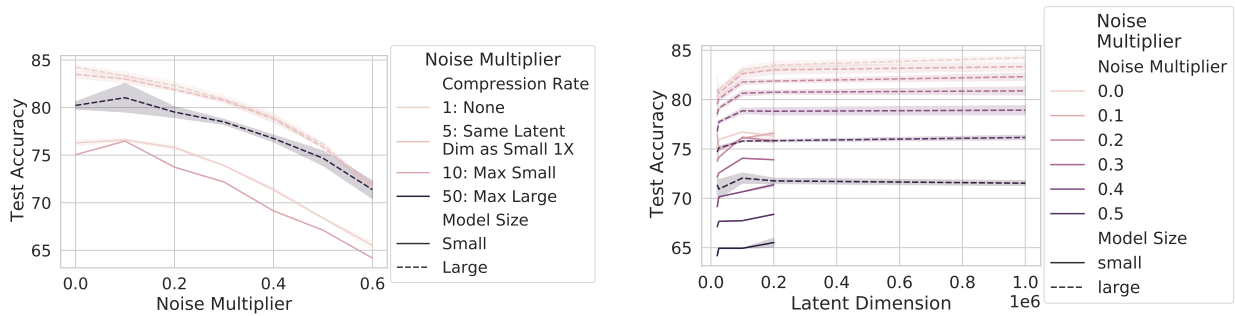 85
80
75
70
65
Test Accuracy
0.0 0.2 0.4 0.6
Noise Multiplier
Noise Multiplier
Compression Rate
1: None
5: Same Latent
Dim as Small 1X
10: Max Small
50: Max Large
Model Size
Small
Large
85
80
75
70
65
Test Accuracy
0.0 0.2 0.4 0.6 0.8 1.0
1e6
Latent Dimension
Noise
Multiplier
Noise Multiplier
0.0
0.1
0.2
0.3
0.4
0.5
Model Size
small
large